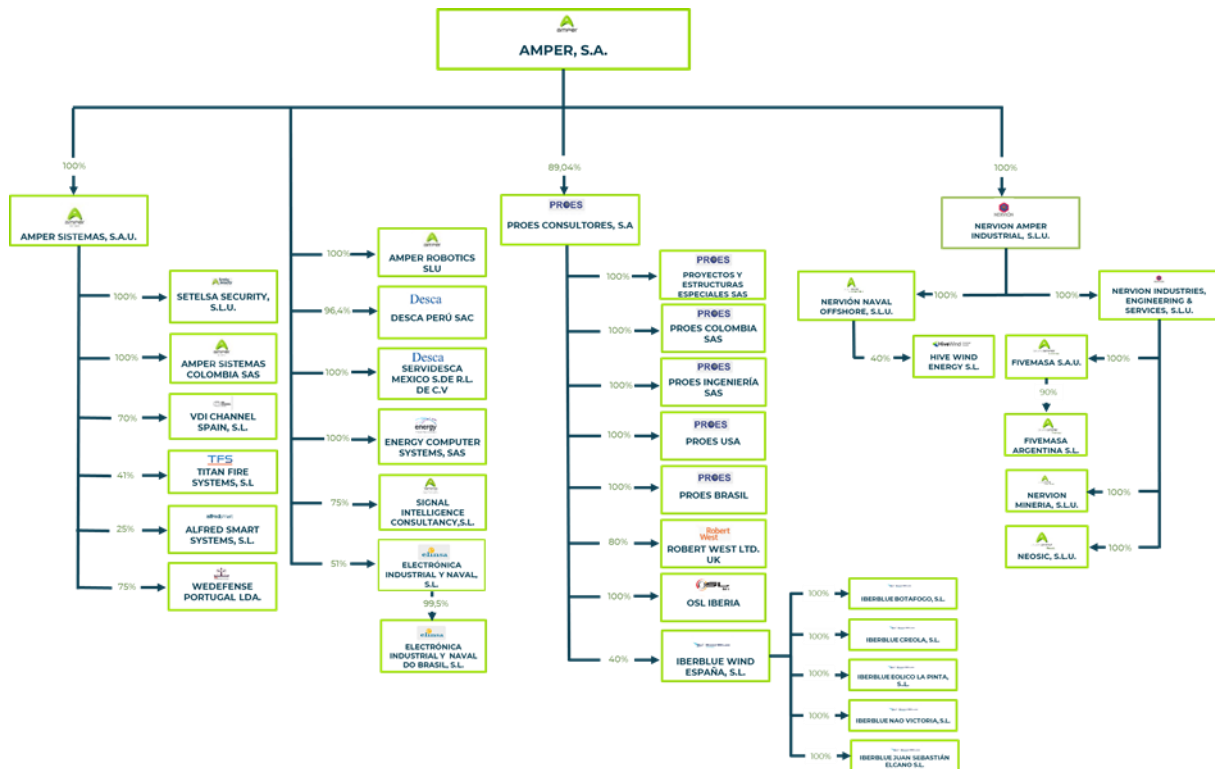 amper
AMPER, S.A.
100%
89,04%
100%
amper
AMPER SISTEMAS, S.A.U.
100%
SETELSA SECURITY,
S.L.U.
100%
amper
AMPER SISTEMAS
COLOMBIA SAS
70%
VDI CHANNEL
SPAIN, S.L.
41%
TFS
TITAN FIRE
SYSTEMS, S.L
25%
ALFRED SMART
SYSTEMS, S.L.
75%
WEDEFENSE
PORTUGAL LDA.
100%
amper
AMPER ROBOTICS
SLU
96,4%
Desca
DESCA PERÚ SAC
100%
Desca
SERVIDESCA
MEXICO S.DE R.L.
DE C.V
100%
energy
ENERGY COMPUTER
SYSTEMS, SAS
75%
SIGNAL
INTELLIGENCE
CONSULTANCY,S.L.
51%
elinsa
ELECTRÓNICA
INDUSTRIAL Y NAVAL,
S.L.
99,5%
elinsa
ELECTRÓNICA
INDUSTRIAL Y NAVAL
DO BRASIL, S.L.
PROES
PROES CONSULTORES, S.A
100%
PROES
PROYECTOS Y
ESTRUCTURAS
ESPECIALES SAS
100%
PROES
PROES COLOMBIA
SAS
100%
PROES
PROES INGENIERÍA
SAS
100%
PROES
PROES USA
100%
PROES
PROES BRASIL
80%
Robert
West
ROBERT WEST LTD.
UK
100%
OSL IBERIA
40%
IBERBLUE WIND
ESPAÑA, S.L.
100%
IBERBLUE BOTAFOGO, S.L.
100%
IBERBLUE CREOLA, S.L.
100%
IBERBLUE EOLICO LA PINTA,
S.L.
100%
IBERBLUE NAO VICTORIA, S.L.
100%
IBERBLUE JUAN SEBASTIÁN
ELCANO S.L.
NERVION
NERVION AMPER
INDUSTRIAL, S.L.U.
100%
NERVIÓN NAVAL
OFFSHORE, S.L.U.
40%
HiveWind
HIVE WIND
ENERGY S.L.
100%
NERVION INDUSTRIES,
ENGINEERING &
SERVICES, S.L.U.
100%
FIVEMASA S.A.U.
90%
FIVEMASA
ARGENTINA S.L.
100%
NERVION
MINERIA, S.L.U.
100%
NEOSIC, S.L.U.